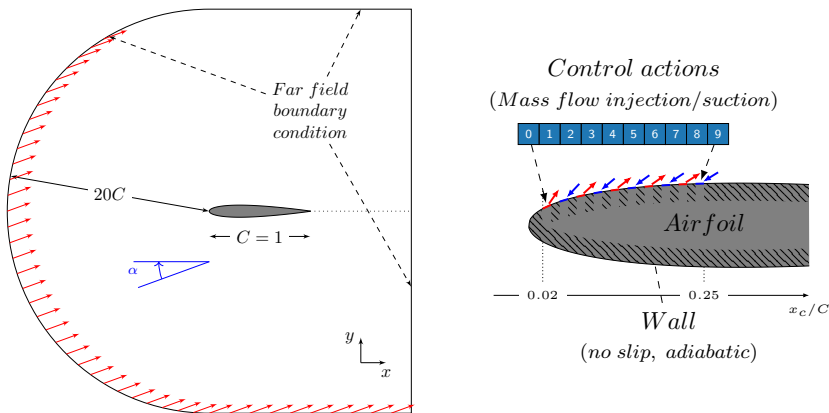 Far field
boundary
condition
20C
C = 1
α
y
x
Control actions
(Mass flow injection/suction)
0 1 2 3 4 5 6 7 8 9
Airfoil
0.02
0.25
x_c/C
Wall
(no slip, adiabatic)